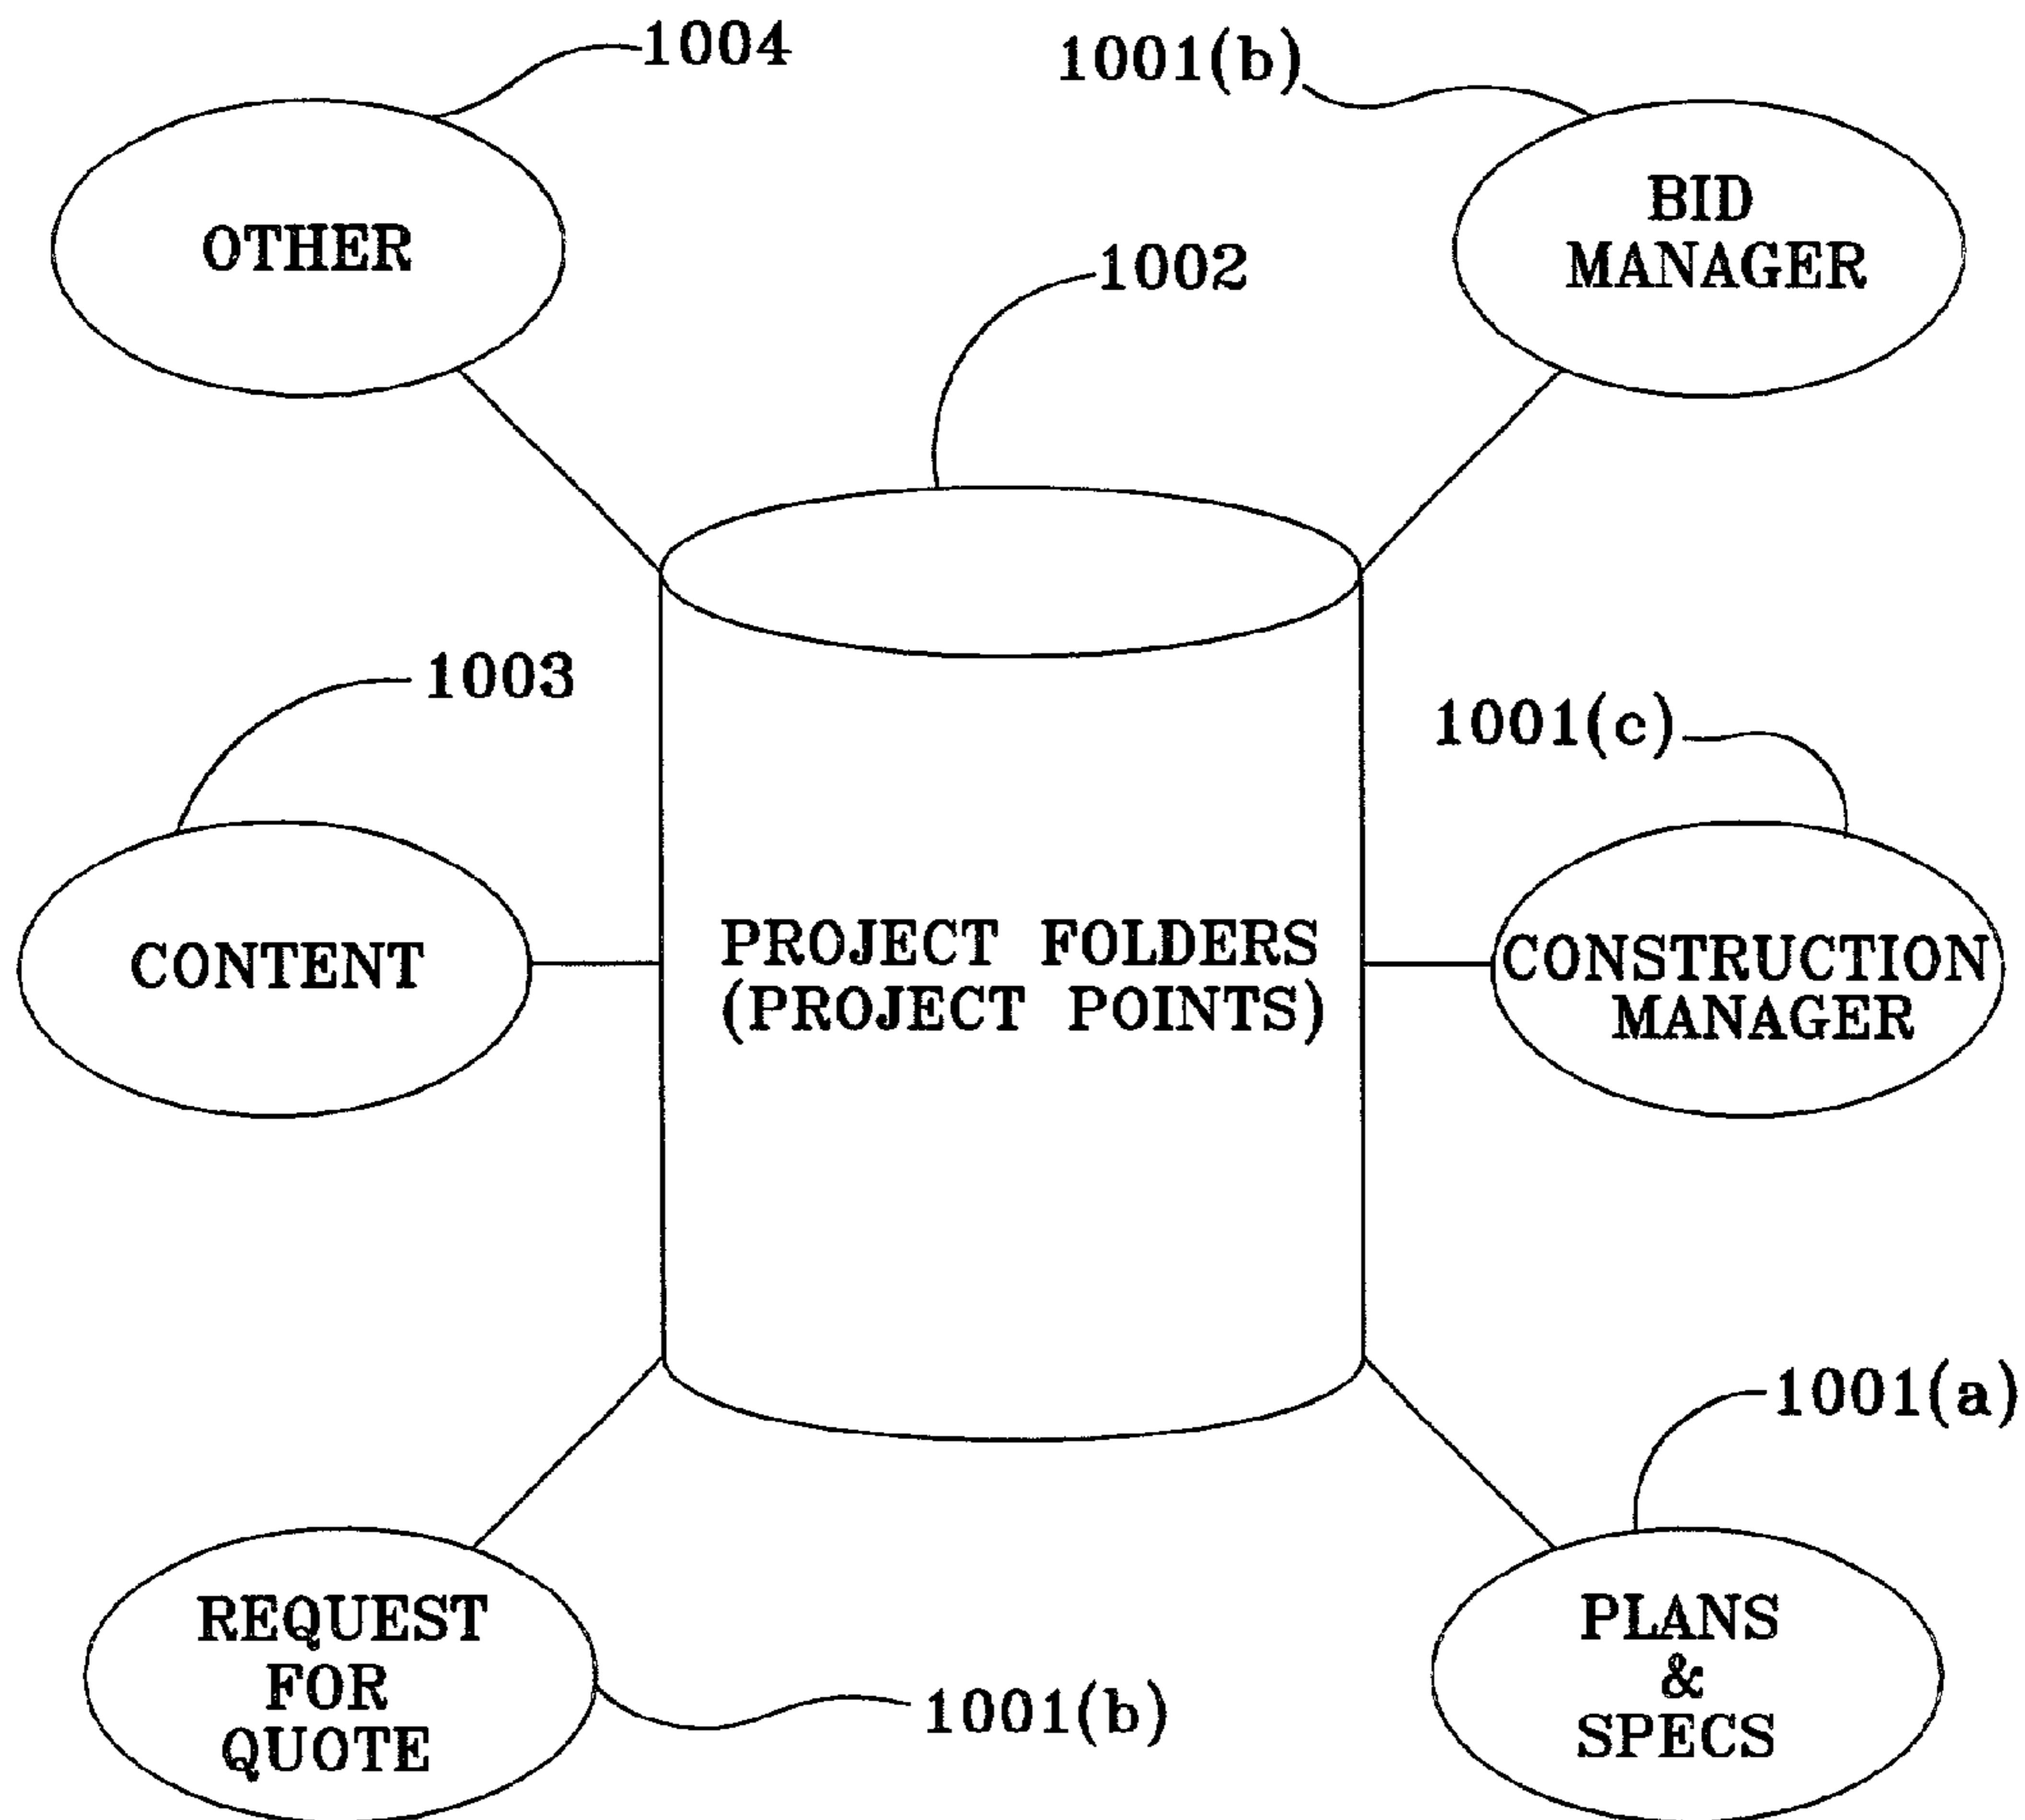 1004
1001(b)
OTHER
BID
MANAGER
1002
1003
1001(c)
CONTENT
PROJECT FOLDERS
(PROJECT POINTS)
CONSTRUCTION
MANAGER
1001(a)
REQUEST
FOR
QUOTE
1001(b)
PLANS
&
SPECS